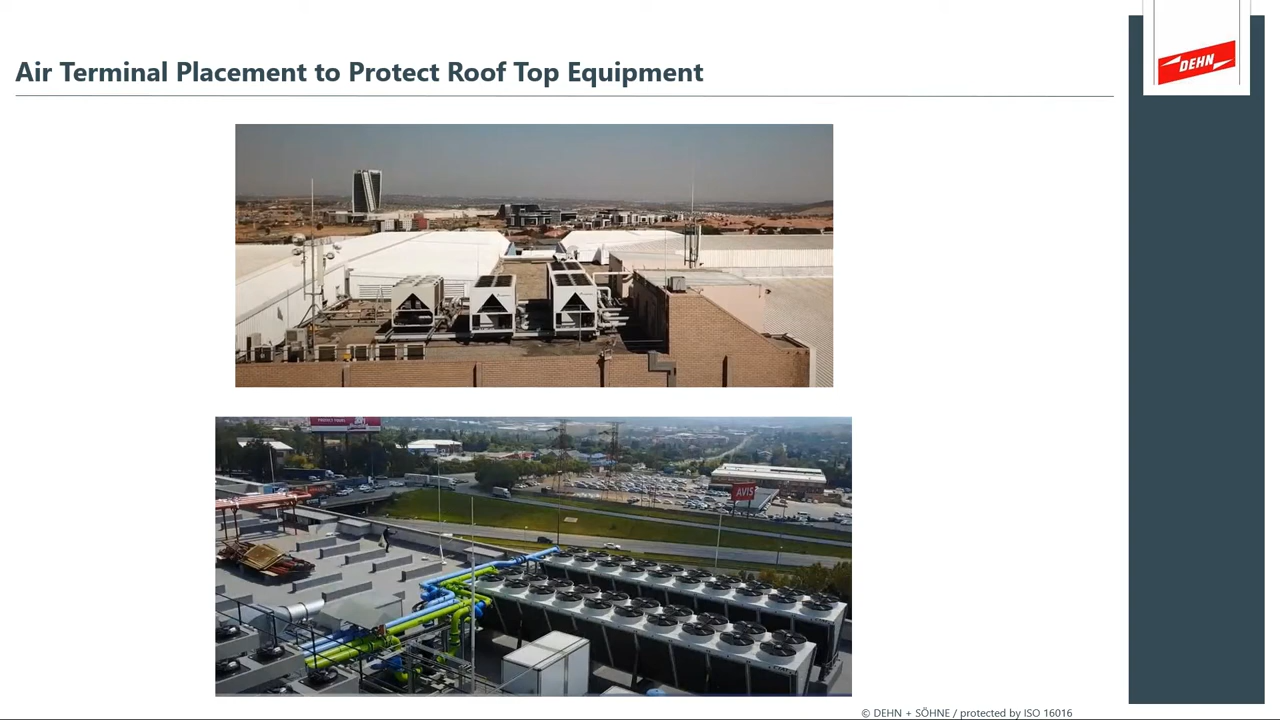 Air Terminal Placement to Protect Roof Top Equipment
DEHN
AVIS
© DEHN + SÖHNE / protected by ISO 16016